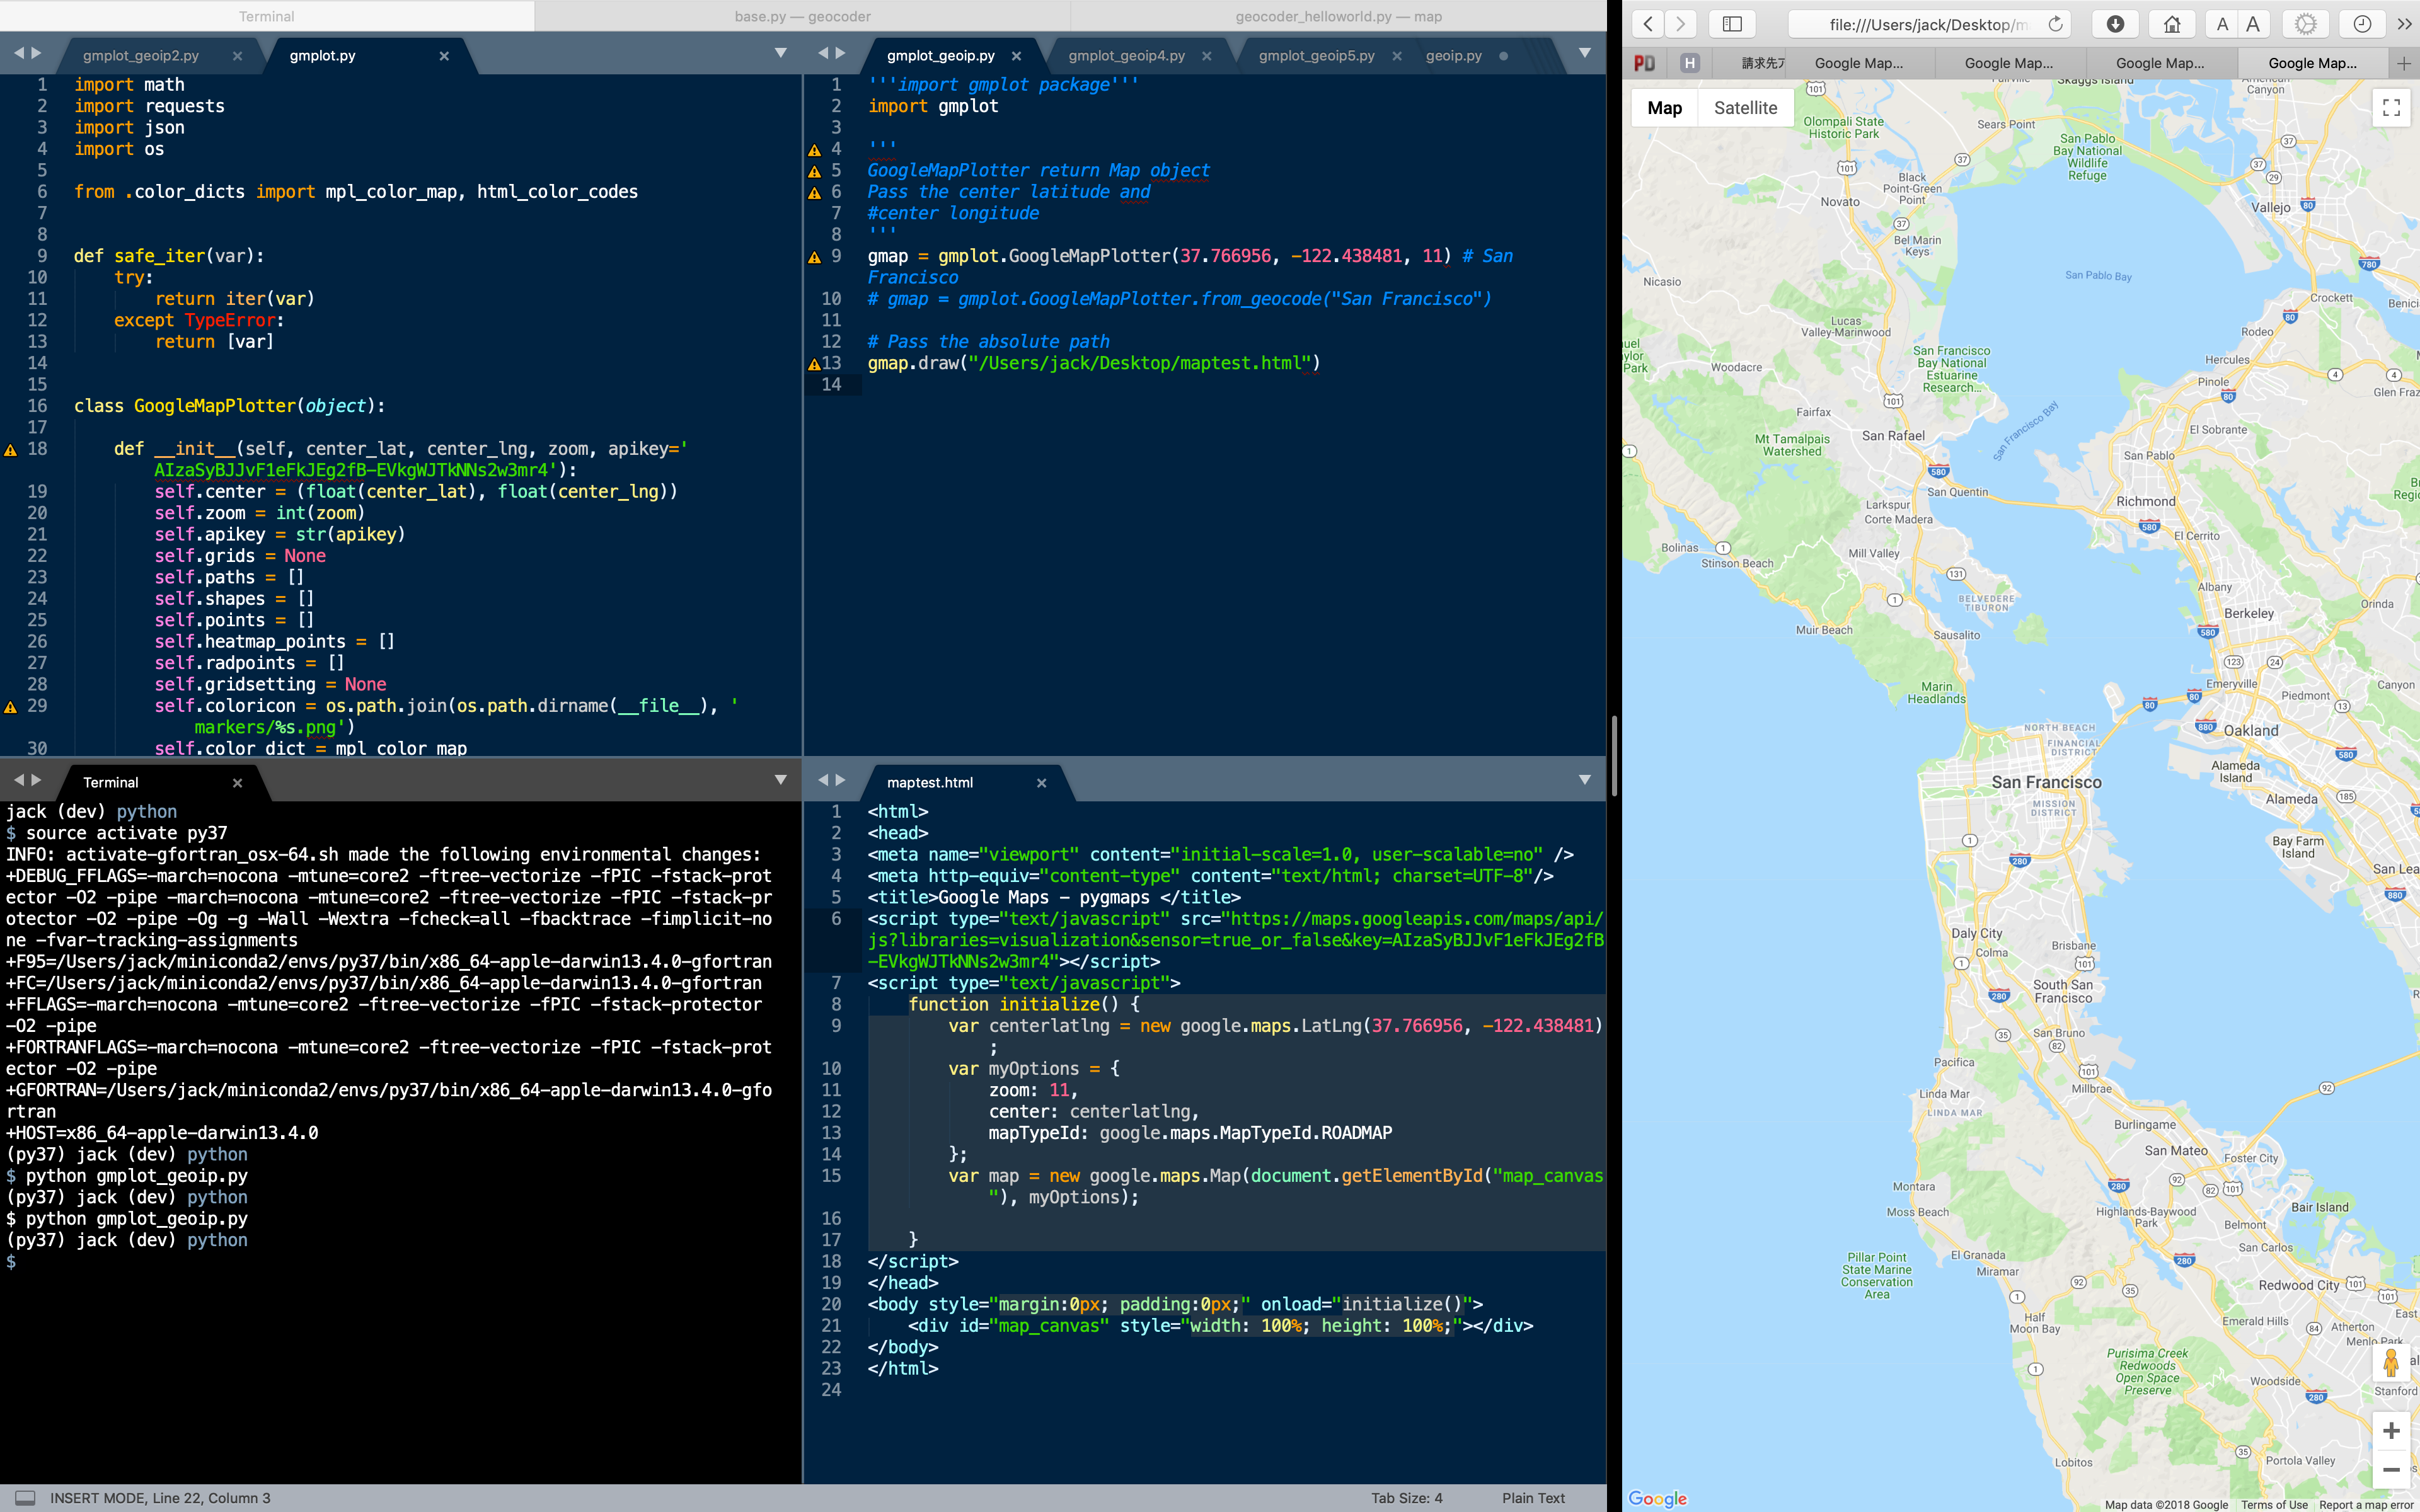 Terminal
base.py — geocoder
geocoder_helloworld.py — map
gmplot_geoip2.py
gmplot.py
1 import math
2 import requests
3 import json
4 import os
5
6 from .color_dicts import mpl_color_map, html_color_codes
7
8
9 def safe_iter(var):
10 try:
11 return iter(var)
12 except TypeError:
13 return [var]
14
15
16 class GoogleMapPlotter(object):
17
18 def __init__(self, center_lat, center_lng, zoom, apikey='
AIzaSyBJJvF1eFkJEg2fB-EVkgWJTkNNs2w3mr4'):
19 self.center = (float(center_lat), float(center_lng))
20 self.zoom = int(zoom)
21 self.apikey = str(apikey)
22 self.grids = None
23 self.paths = []
24 self.shapes = []
25 self.points = []
26 self.heatmap_points = []
27 self.radpoints = []
28 self.gridsetting = None
29 self.coloricon = os.path.join(os.path.dirname(__file__), '
markers/%s.png')
30 self.color_dict = mpl_color_map
gmplot_geoip.py
gmplot_geoip4.py
gmplot_geoip5.py
geoip.py
1 '''import gmplot package'''
2 import gmplot
3
4 '''
5 GoogleMapPlotter return Map object
6 Pass the center latitude and
7 #center longitude
8 '''
9 gmap = gmplot.GoogleMapPlotter(37.766956, -122.438481, 11) # San
Francisco
10 # gmap = gmplot.GoogleMapPlotter.from_geocode("San Francisco")
11
12 # Pass the absolute path
13 gmap.draw("/Users/jack/Desktop/maptest.html")
14
Terminal
jack (dev) python
$ source activate py37
INFO: activate-gfortran_osx-64.sh made the following environmental changes:
+DEBUG_FFLAGS=-march=nocona -mtune=core2 -ftree-vectorize -fPIC -fstack-prot
ector -O2 -pipe -march=nocona -mtune=core2 -ftree-vectorize -fPIC -fstack-pr
otector -O2 -pipe -Og -g -Wall -Wextra -fcheck=all -fbacktrace -fimplicit-no
ne -fvar-tracking-assignments
+F95=/Users/jack/miniconda2/envs/py37/bin/x86_64-apple-darwin13.4.0-gfortran
+FC=/Users/jack/miniconda2/envs/py37/bin/x86_64-apple-darwin13.4.0-gfortran
+FFLAGS=-march=nocona -mtune=core2 -ftree-vectorize -fPIC -fstack-protector
-O2 -pipe
+FORTRANFLAGS=-march=nocona -mtune=core2 -ftree-vectorize -fPIC -fstack-prot
ector -O2 -pipe
+GFORTRAN=/Users/jack/miniconda2/envs/py37/bin/x86_64-apple-darwin13.4.0-gfo
rtran
+HOST=x86_64-apple-darwin13.4.0
(py37) jack (dev) python
$ python gmplot_geoip.py
(py37) jack (dev) python
$ python gmplot_geoip.py
(py37) jack (dev) python
$
maptest.html
1 <html>
2 <head>
3 <meta name="viewport" content="initial-scale=1.0, user-scalable=no" />
4 <meta http-equiv="content-type" content="text/html; charset=UTF-8"/>
5 <title>Google Maps - pygmaps </title>
6 <script type="text/javascript" src="https://maps.googleapis.com/maps/api/
js?libraries=visualization&sensor=true_or_false&key=AIzaSyBJJvF1eFkJEg2fB
-EVkgWJTkNNs2w3mr4"></script>
7 <script type="text/javascript">
8 function initialize() {
9 var centerlatlng = new google.maps.LatLng(37.766956, -122.438481)
;
10 var myOptions = {
11 zoom: 11,
12 center: centerlatlng,
13 mapTypeId: google.maps.MapTypeId.ROADMAP
14 };
15 var map = new google.maps.Map(document.getElementById("map_canvas
"), myOptions);
16
17 }
18 </script>
19 </head>
20 <body style="margin:0px; padding:0px;" onload="initialize()">
21 <div id="map_canvas" style="width: 100%; height: 100%;"></div>
22 </body>
23 </html>
24
INSERT MODE, Line 22, Column 3
Tab Size: 4
Plain Text
file:///Users/jack/Desktop/m
A A
PD
H
請求先ア
Google Map...
Google Map...
Google Map...
Google Map...
Map
Satellite
Skaggs Island
American
Canyon
Olompali State
Historic Park
Sears Point
San Pablo
Bay National
Wildlife
Refuge
Black
Point-Green
Point
Novato
Vallejo
Bel Marin
Keys
Nicasio
San Pablo Bay
Crockett
Benici
Lucas
Valley-Marinwood
Rodeo
San Francisco
Bay National
Estuarine
Research...
Hercules
Woodacre
Pinole
Glen Fraz
Fairfax
San Francisco Bay
El Sobrante
San Rafael
Mt Tamalpais
Watershed
San Pablo
San Quentin
Richmond
Larkspur
Corte Madera
El Cerrito
Bolinas
Mill Valley
Stinson Beach
Albany
BELVEDERE
TIBURON
Berkeley
Orinda
Muir Beach
Sausalito
Emeryville
Marin
Headlands
Piedmont
Canyon
NORTH BEACH
FINANCIAL
DISTRICT
Oakland
Alameda
Island
San Francisco
MISSION
DISTRICT
Alameda
Bay Farm
Island
San Lea
Daly City
Brisbane
Colma
South San
Francisco
San Bruno
Pacifica
Millbrae
Linda Mar
LINDA MAR
Burlingame
San Mateo
Foster City
Montara
Moss Beach
Highlands-Baywood
Park
Bair Island
Belmont
San Carlos
Pillar Point
State Marine
Conservation
Area
El Granada
Miramar
Redwood City
Half
Moon Bay
Emerald Hills
Atherton
East
Menlo Park
Purisima Creek
Redwoods
Open Space
Preserve
Woodside
Stanford
Portola Valley
Lobitos
Google
Map data ©2018 Google
Terms of Use
Report a map error